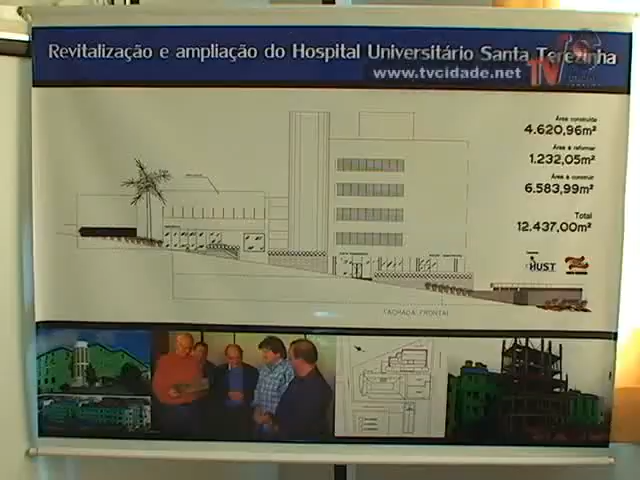 Revitalização e ampliação do Hospital Universitário Santa Terezinha
www.tvcidade.net
TV
Área construída
4.620,96m²
Área à reformar
1.232,05m²
Área à construir
6.583,99m²
Total
12.437,00m²
HUST
FACHADA FRONTAL